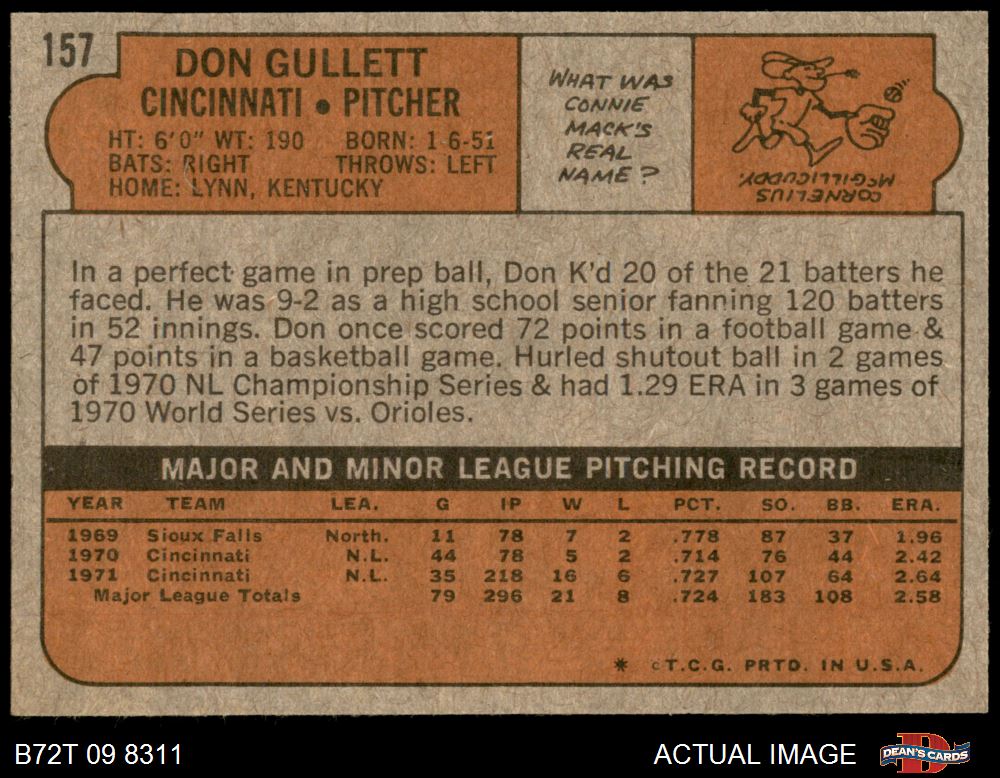 157
DON GULLETT
CINCINNATI • PITCHER
HT: 6'0" WT: 190 BORN: 1-6-51
BATS: RIGHT THROWS: LEFT
HOME: LYNN, KENTUCKY
WHAT WAS
CONNIE
MACK'S
REAL
NAME?
CORNELIUS
McGILLICUDDY.
In a perfect game in prep ball, Don K'd 20 of the 21 batters he
faced. He was 9-2 as a high school senior fanning 120 batters
in 52 innings. Don once scored 72 points in a football game &
47 points in a basketball game. Hurled shutout ball in 2 games
of 1970 NL Championship Series & had 1.29 ERA in 3 games of
1970 World Series vs. Orioles.
MAJOR AND MINOR LEAGUE PITCHING RECORD
YEAR TEAM LEA. G IP W L PCT. SO. BB. ERA.
1969 Sioux Falls North. 11 78 7 2 .778 87 37 1.96
1970 Cincinnati N.L. 44 78 5 2 .714 76 44 2.42
1971 Cincinnati N.L. 35 218 16 6 .727 107 64 2.64
Major League Totals 79 296 21 8 .724 183 108 2.58
* ©T.C.G. PRTD. IN U.S.A.
B72T 09 8311
ACTUAL IMAGE
D
DEAN'S CARDS